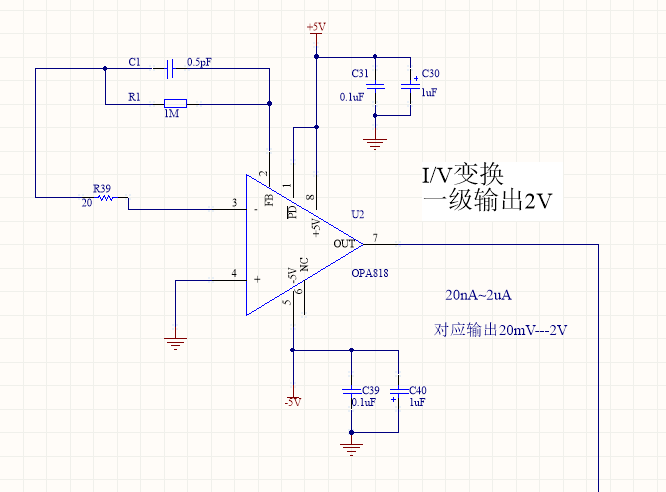 +5V
C1
0.5pF
R1
1M
C31
0.1uF
C30
+
1uF
R39
20
2
1
8
FB
PD
+5V
3
-
U2
I/V变换
一级输出2V
OUT
7
4
+
-5V
NC
OPA818
5
6
20nA~2uA
对应输出20mV---2V
-5V
C39
0.1uF
C40
+
1uF